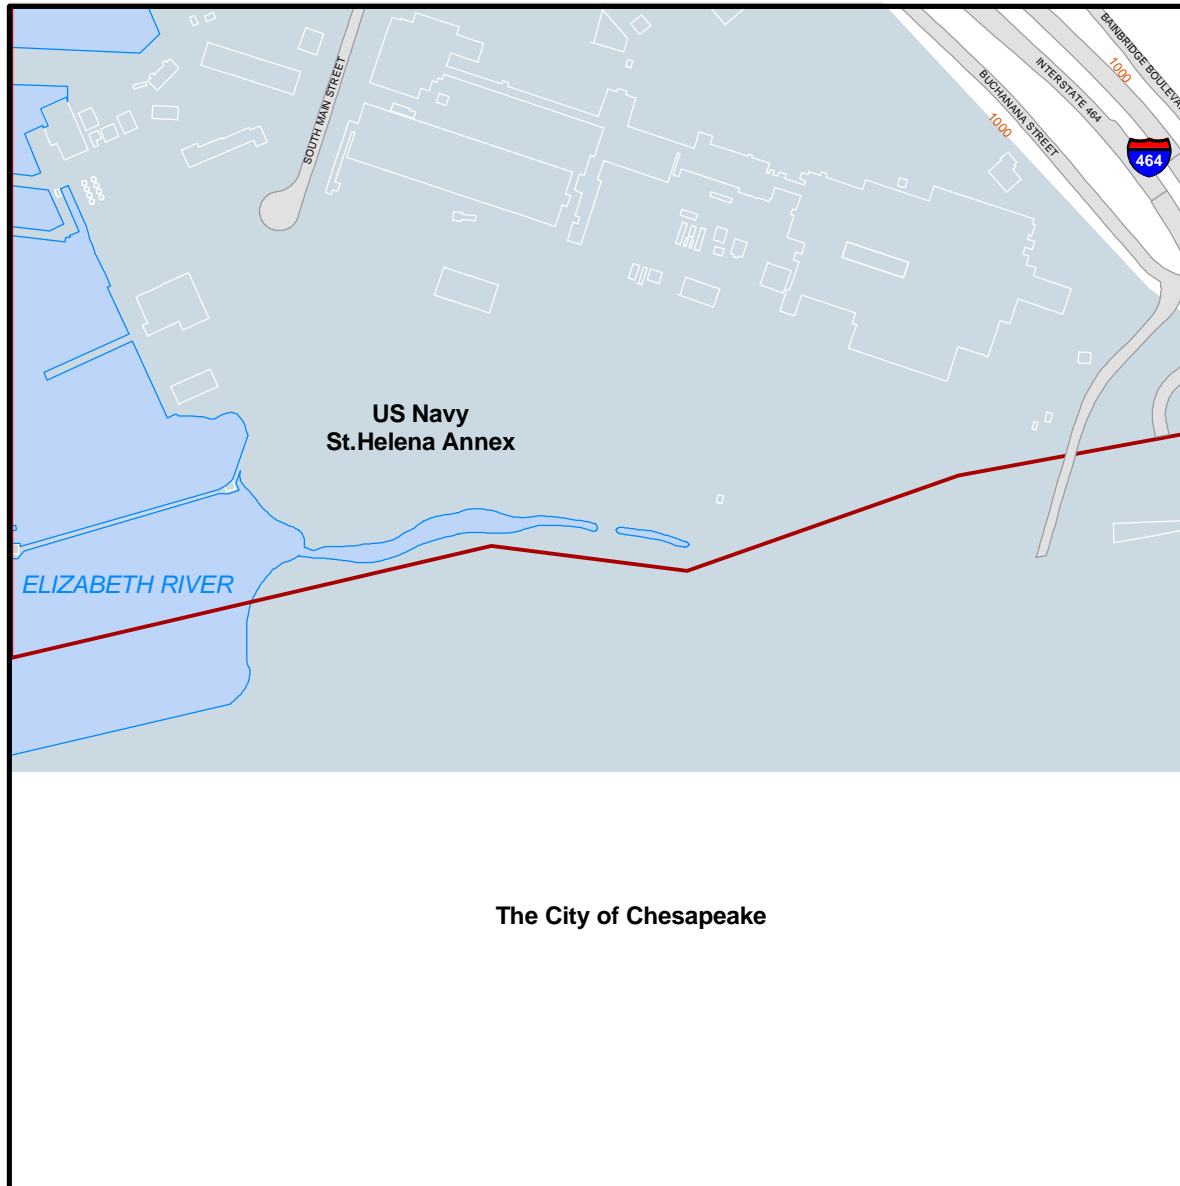 BAINBRIDGE BOULEVA
1000
INTERSTATE 464
BUCHANANA STREET
1000
464
SOUTH MAIN STREET
US Navy
St.Helena Annex
ELIZABETH RIVER
The City of Chesapeake